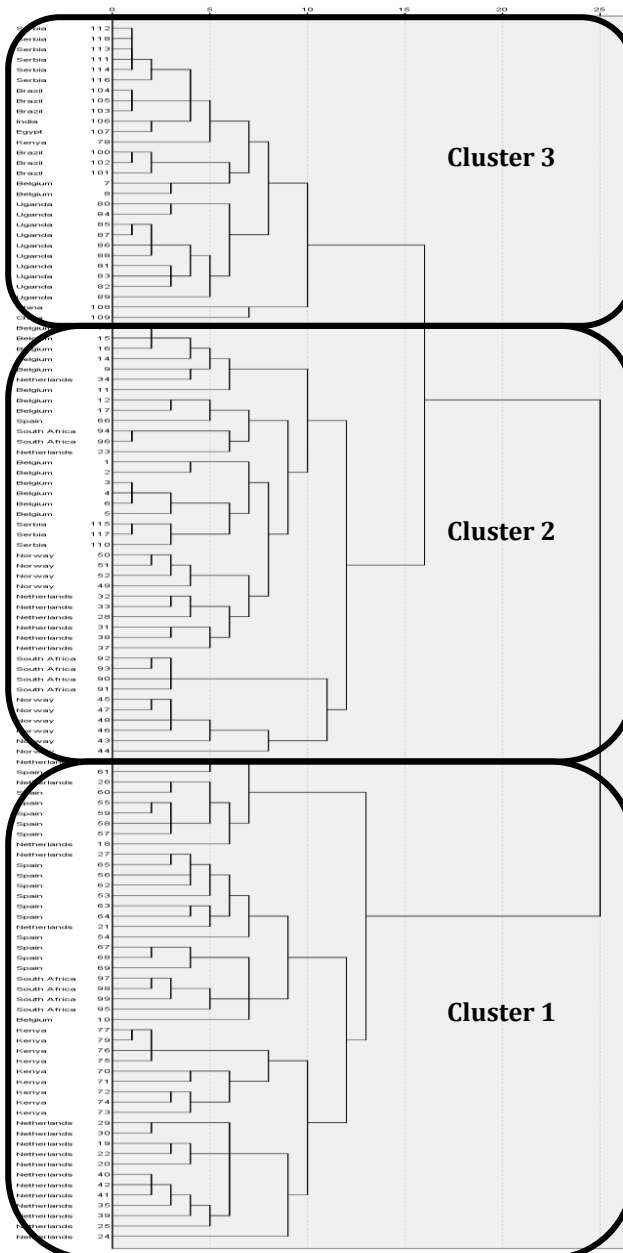 0 5 10 15 20 25
Serbia 112
Serbia 118
Serbia 113
Serbia 111
Serbia 114
Serbia 116
Brazil 104
Brazil 105
Brazil 103
India 106
Egypt 107
Kenya 78
Brazil 100
Brazil 102
Brazil 101
Belgium 7
Belgium 8
Uganda 80
Uganda 84
Uganda 85
Uganda 87
Uganda 86
Uganda 88
Uganda 81
Uganda 83
Uganda 82
Uganda 89
China 108
109
Cluster 3
Belgium
Belgium 15
Belgium 16
Belgium 14
Belgium 9
Netherlands 34
Belgium 11
Belgium 12
Belgium 17
Spain 66
South Africa 94
South Africa 96
Netherlands 23
Belgium 1
Belgium 2
Belgium 3
Belgium 4
Belgium 6
Belgium 5
Serbia 115
Serbia 117
Serbia 110
Norway 50
Norway 51
Norway 52
Norway 49
Netherlands 32
Netherlands 33
Netherlands 28
Netherlands 31
Netherlands 38
Netherlands 37
South Africa 92
South Africa 93
South Africa 90
South Africa 91
Norway 45
Norway 47
Norway 48
Norway 46
Norway 43
Norway 44
Cluster 2
Netherlands
Spain 61
Netherlands 26
Spain 60
Spain 55
Spain 59
Spain 58
Spain 57
Netherlands 18
Netherlands 27
Spain 65
Spain 56
Spain 62
Spain 53
Spain 63
Spain 64
Netherlands 21
Spain 54
Spain 67
Spain 68
Spain 69
South Africa 97
South Africa 98
South Africa 99
South Africa 95
Belgium 10
Kenya 77
Kenya 79
Kenya 76
Kenya 75
Kenya 70
Kenya 71
Kenya 72
Kenya 74
Kenya 73
Netherlands 29
Netherlands 30
Netherlands 19
Netherlands 22
Netherlands 20
Netherlands 40
Netherlands 42
Netherlands 41
Netherlands 35
Netherlands 39
Netherlands 25
Netherlands 24
Cluster 1